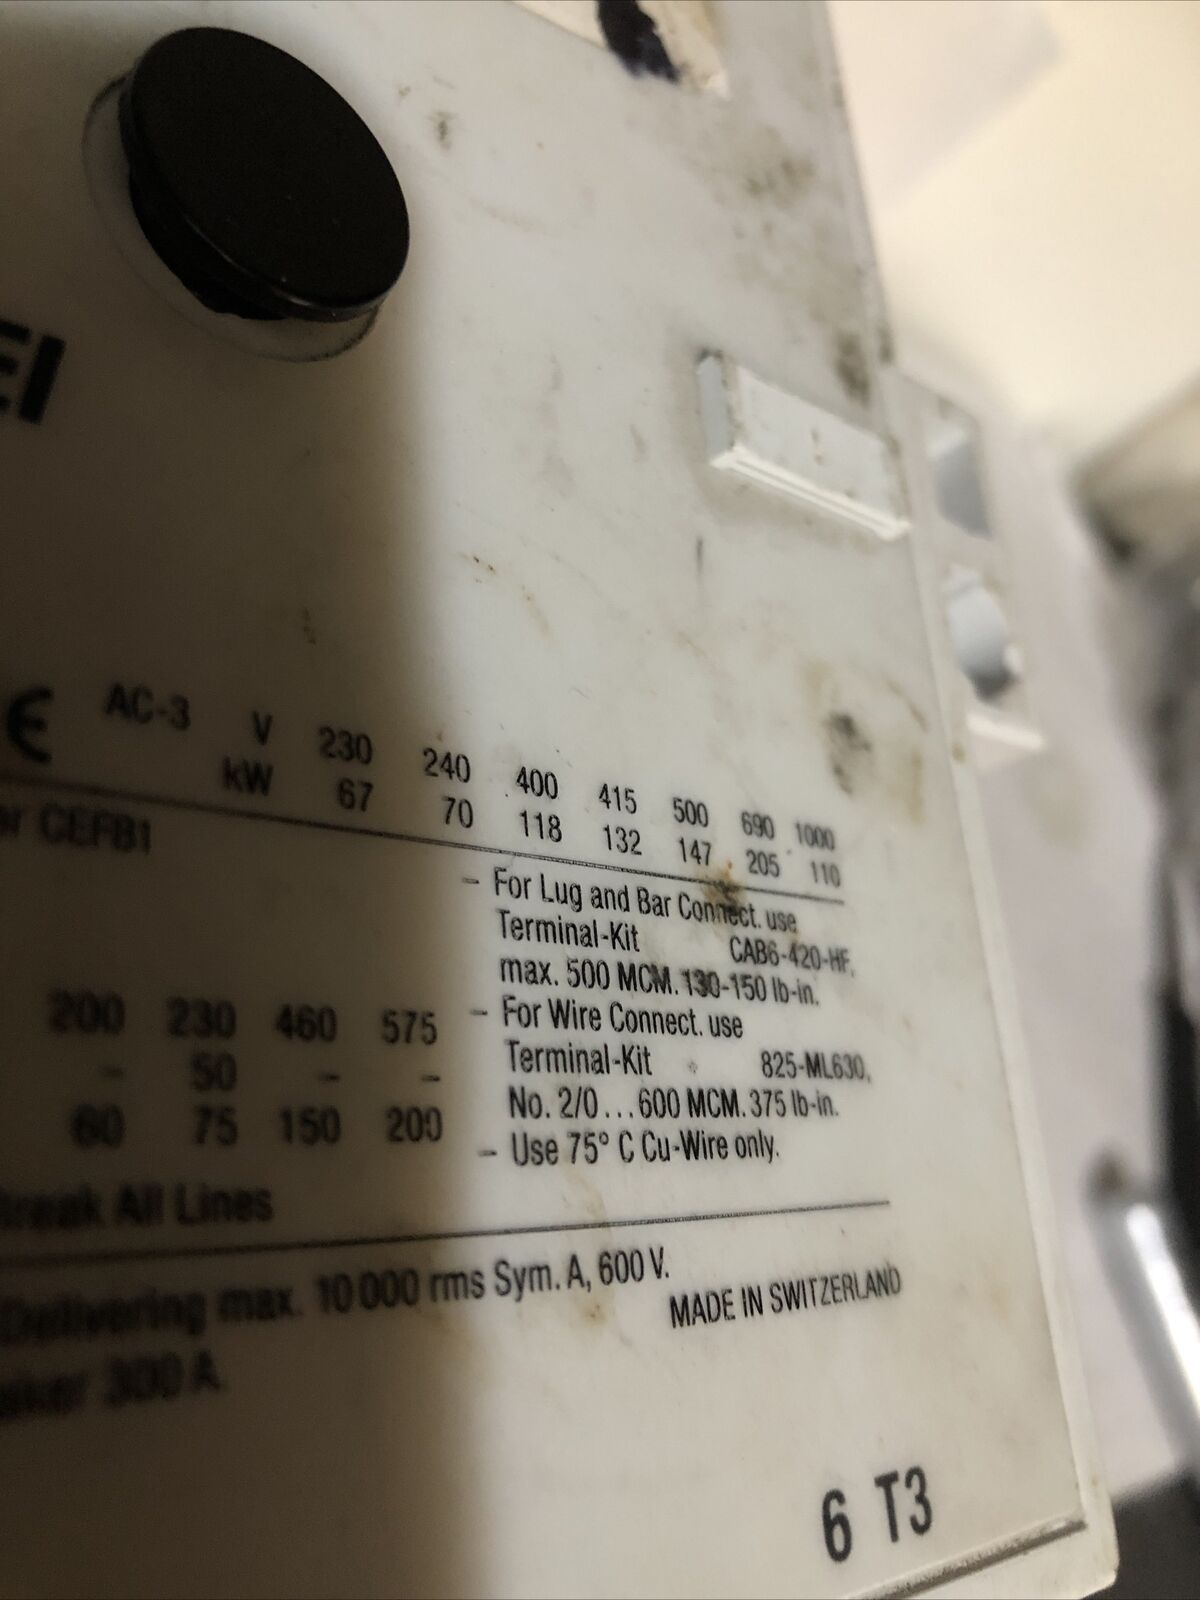 EI
CE AC-3 V 230 240 400 415 500 690 1000
kW 67 70 118 132 147 205 110
or CEFB1
- For Lug and Bar Connect. use
Terminal-Kit CAB6-420-HF,
max. 500 MCM. 130-150 lb-in.
- For Wire Connect. use
Terminal-Kit 825-ML630,
No. 2/0...600 MCM. 375 lb-in.
- Use 75° C Cu-Wire only.
200 230 460 575
- 50 - -
60 75 150 200
Break All Lines
Delivering max. 10 000 rms Sym. A, 600 V.
300 A.
MADE IN SWITZERLAND
6 T3